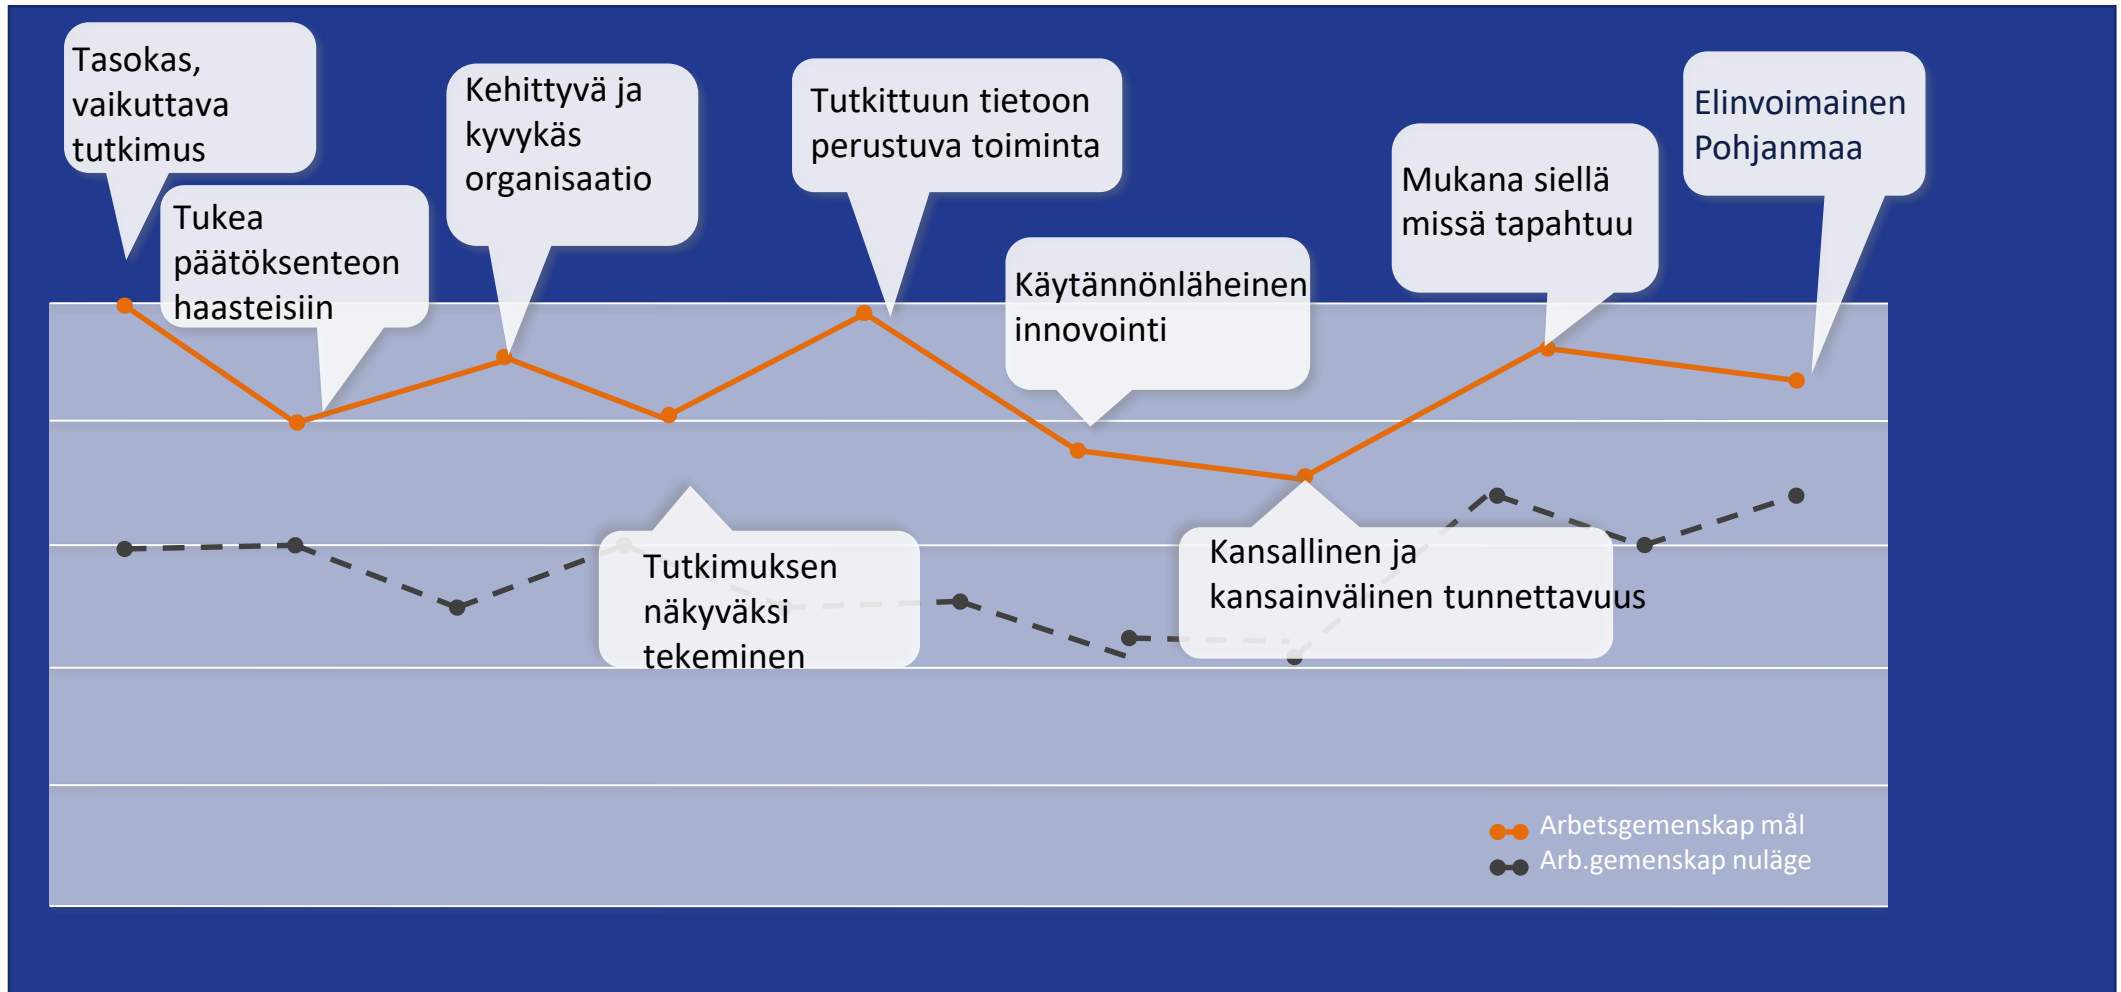 Tasokas,
vaikuttava
tutkimus
Tukea
päätöksenteon
haasteisiin
Kehittyvä ja
kyvykäs
organisaatio
Tutkittuun tietoon
perustuva toiminta
Käytännönläheinen
innovointi
Mukana siellä
missä tapahtuu
Elinvoimainen
Pohjanmaa
Tutkimuksen
näkyväksi
tekeminen
Kansallinen ja
kansainvälinen tunnettavuus
Arbetsgemenskap mål
Arb.gemenskap nuläge